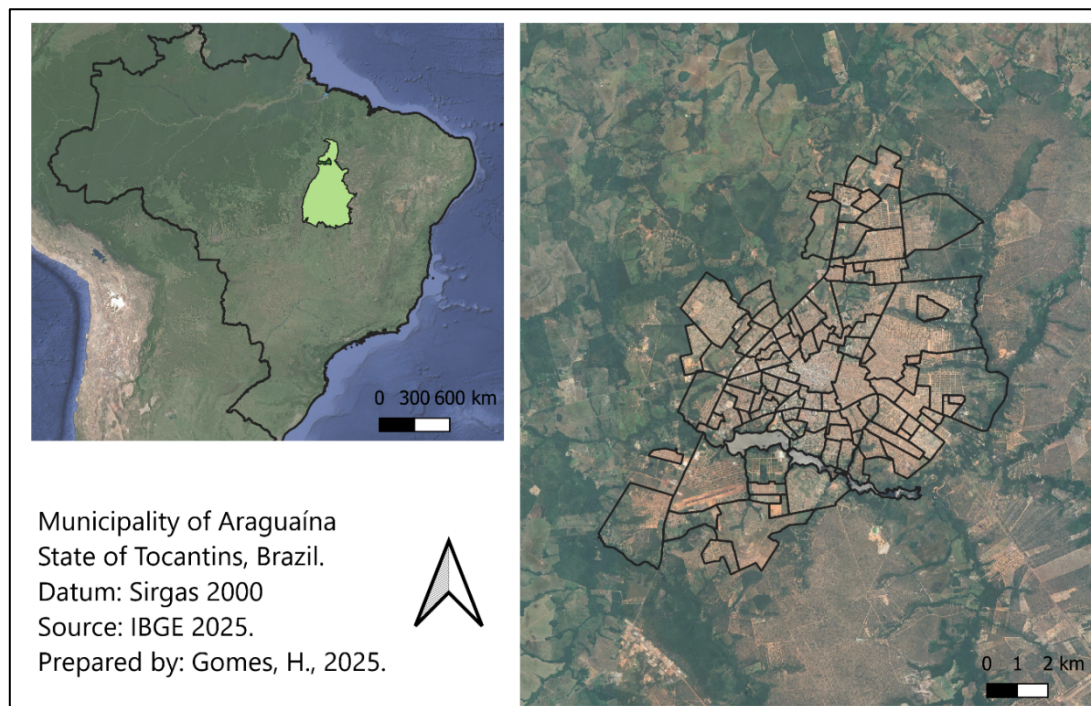 0 300 600 km
Municipality of Araguaína
State of Tocantins, Brazil.
Datum: Sirgas 2000
Source: IBGE 2025.
Prepared by: Gomes, H., 2025.
0 1 2 km